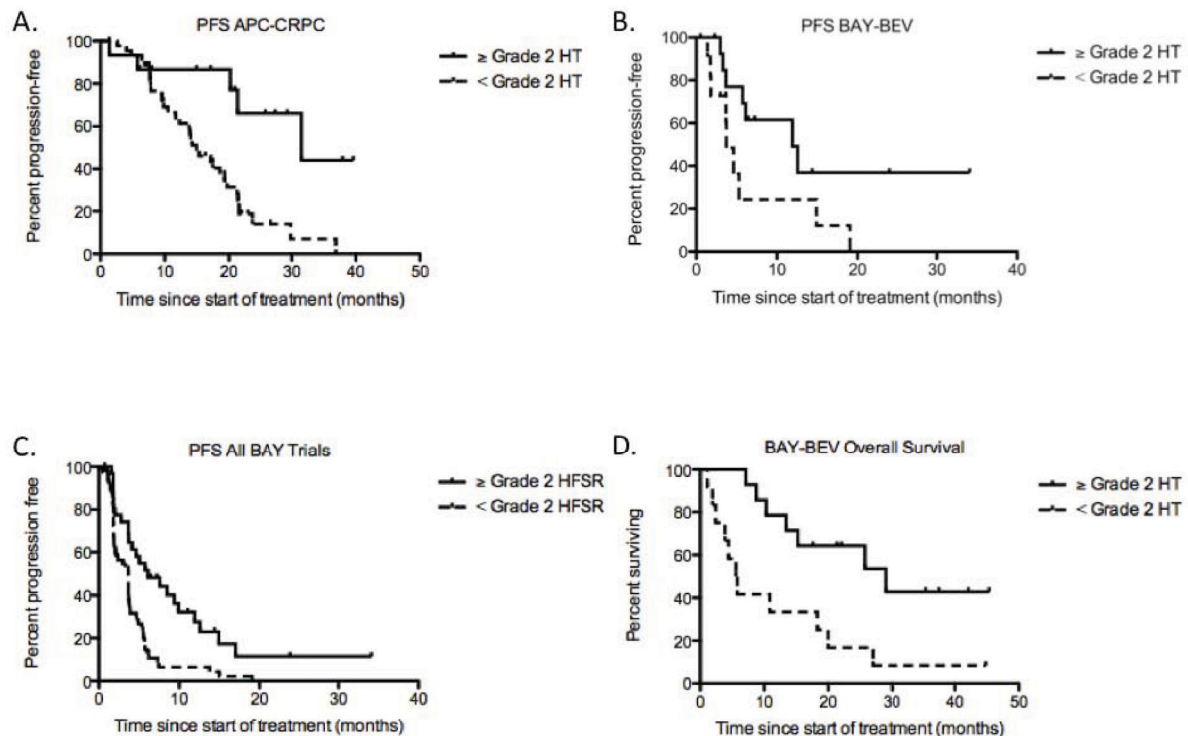 A.
PFS APC-CRPC
≥ Grade 2 HT
< Grade 2 HT
Percent progression-free
100
80
60
40
20
0
0 10 20 30 40 50
Time since start of treatment (months)
B.
PFS BAY-BEV
≥ Grade 2 HT
< Grade 2 HT
Percent progression-free
100
80
60
40
20
0
0 10 20 30 40
Time since start of treatment (months)
C.
PFS All BAY Trials
≥ Grade 2 HFSR
< Grade 2 HFSR
Percent progression free
100
80
60
40
20
0
0 10 20 30 40
Time since start of treatment (months)
D.
BAY-BEV Overall Survival
≥ Grade 2 HT
< Grade 2 HT
Percent surviving
100
80
60
40
20
0
0 10 20 30 40 50
Time since start of treatment (months)